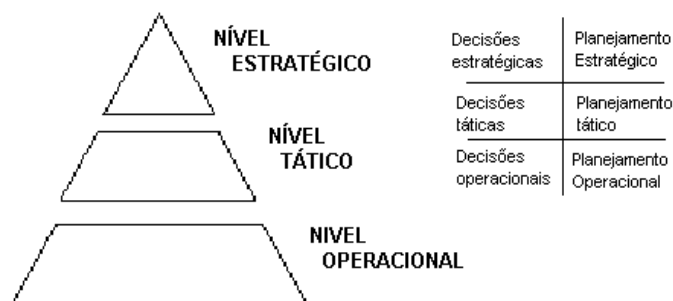 NÍVEL
ESTRATÉGICO
NÍVEL
TÁTICO
NIVEL
OPERACIONAL
Decisões
estratégicas
Planejamento
Estratégico
Decisões
táticas
Planejamento
tático
Decisões
operacionais
Planejamento
Operacional